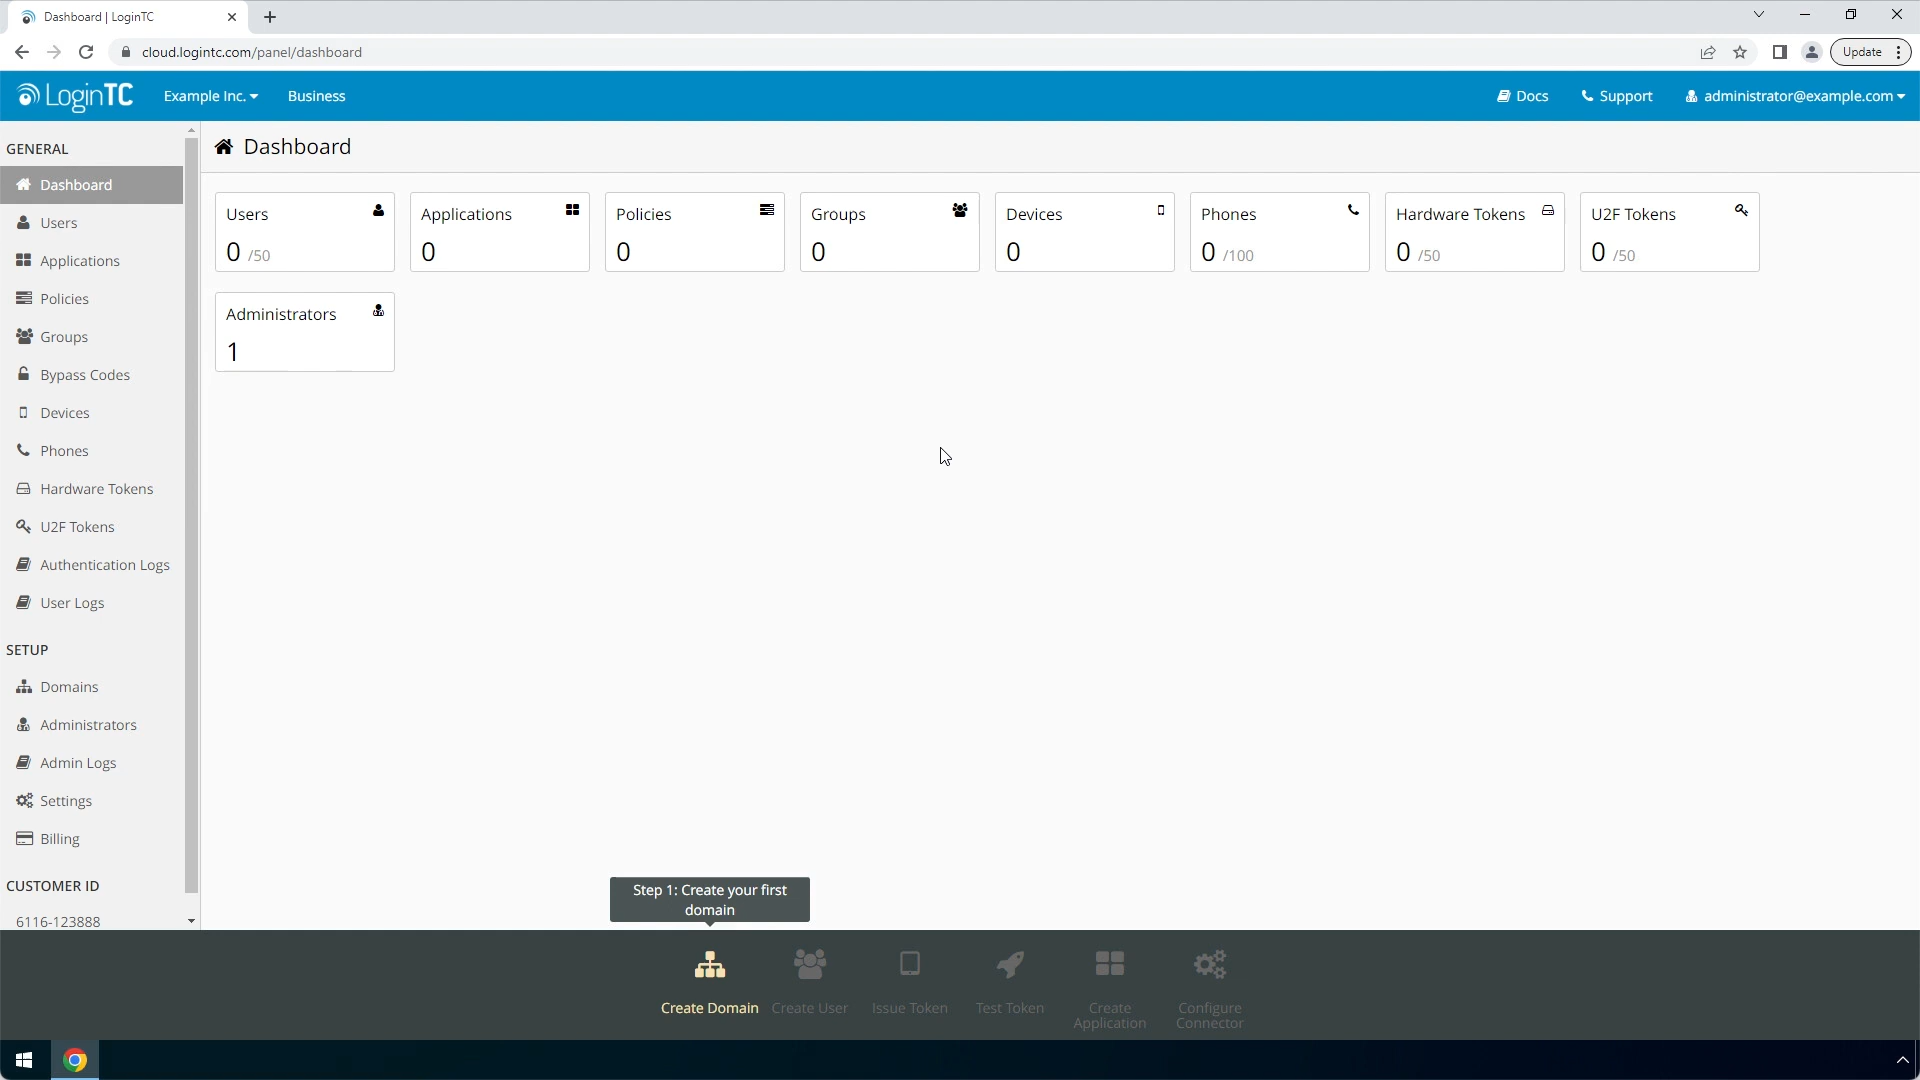 Dashboard | LoginTC
cloud.logintc.com/panel/dashboard
Update
LoginTC
Example Inc.
Business
Docs
Support
administrator@example.com
GENERAL
Dashboard
Users
Applications
Policies
Groups
Bypass Codes
Devices
Phones
Hardware Tokens
U2F Tokens
Authentication Logs
User Logs
SETUP
Domains
Administrators
Admin Logs
Settings
Billing
CUSTOMER ID
6116-123888
Dashboard
Users
0 /50
Applications
0
Policies
0
Groups
0
Devices
0
Phones
0 /100
Hardware Tokens
0 /50
U2F Tokens
0 /50
Administrators
1
Step 1: Create your first
domain
Create Domain
Create User
Issue Token
Test Token
Create
Application
Configure
Connector